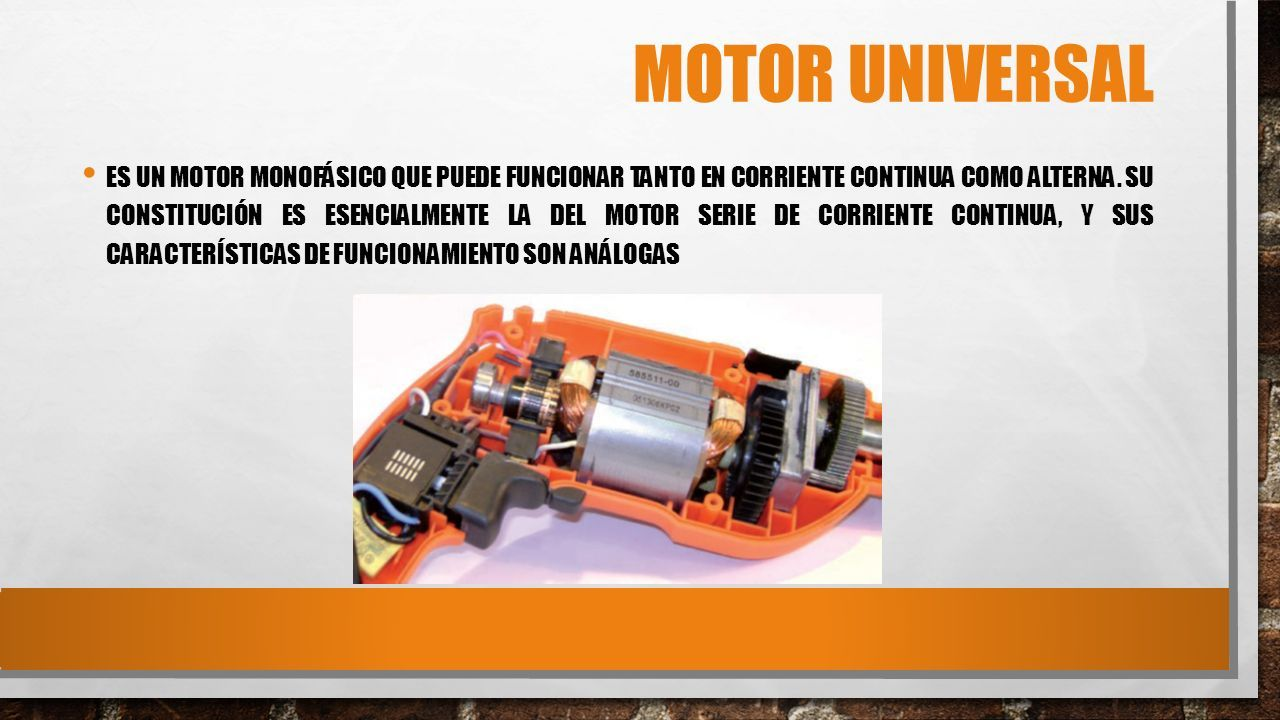 MOTOR UNIVERSAL
• ES UN MOTOR MONOFÁSICO QUE PUEDE FUNCIONAR TANTO EN CORRIENTE CONTINUA COMO ALTERNA. SU
CONSTITUCIÓN ES ESENCIALMENTE LA DEL MOTOR SERIE DE CORRIENTE CONTINUA, Y SUS
CARACTERÍSTICAS DE FUNCIONAMIENTO SON ANÁLOGAS
585511-00